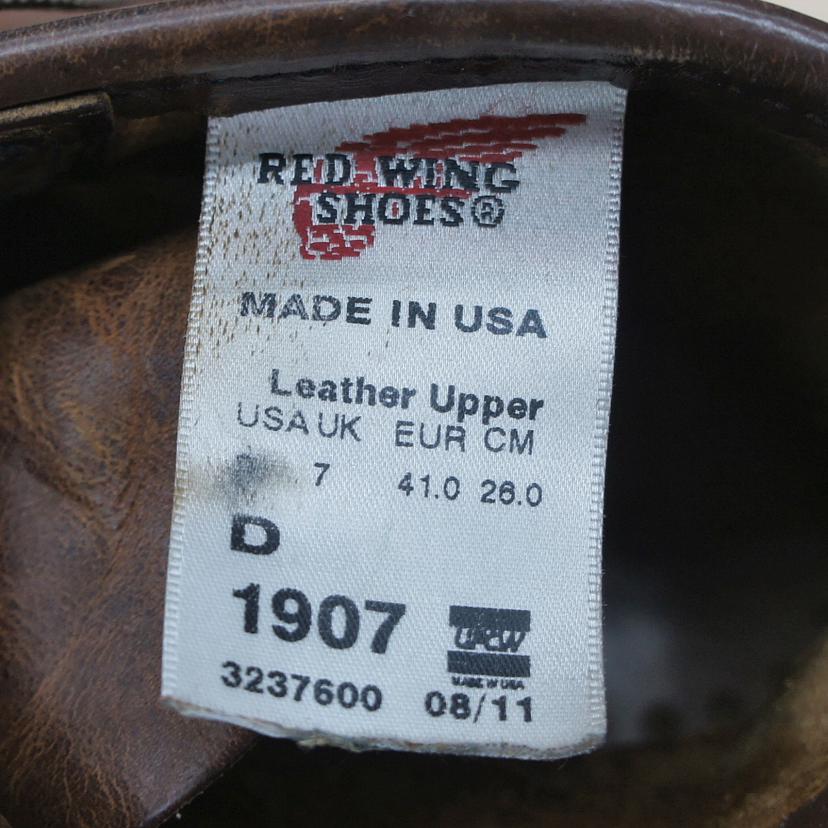 RED WING
SHOES®
MADE IN USA
Leather Upper
USA UK EUR CM
7 41.0 26.0
D
1907
UFCW
MADE IN USA
3237600 08/11